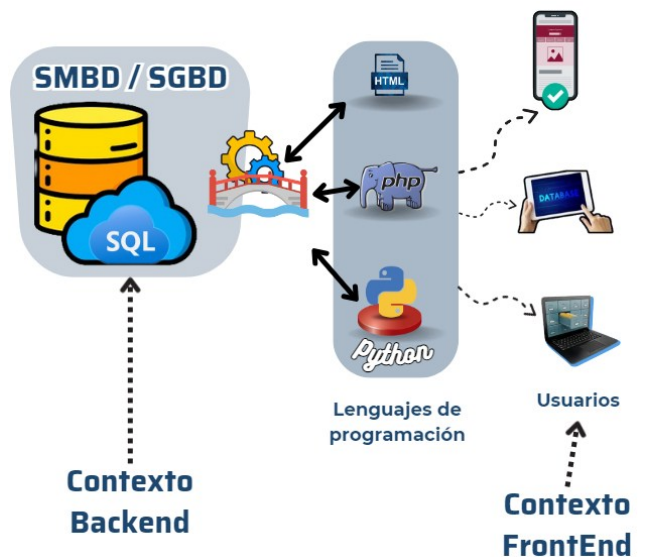 SMBD / SGBD
SQL
HTML
php
Python
DATABASE
Lenguajes de
programación
Usuarios
Contexto
Backend
Contexto
FrontEnd